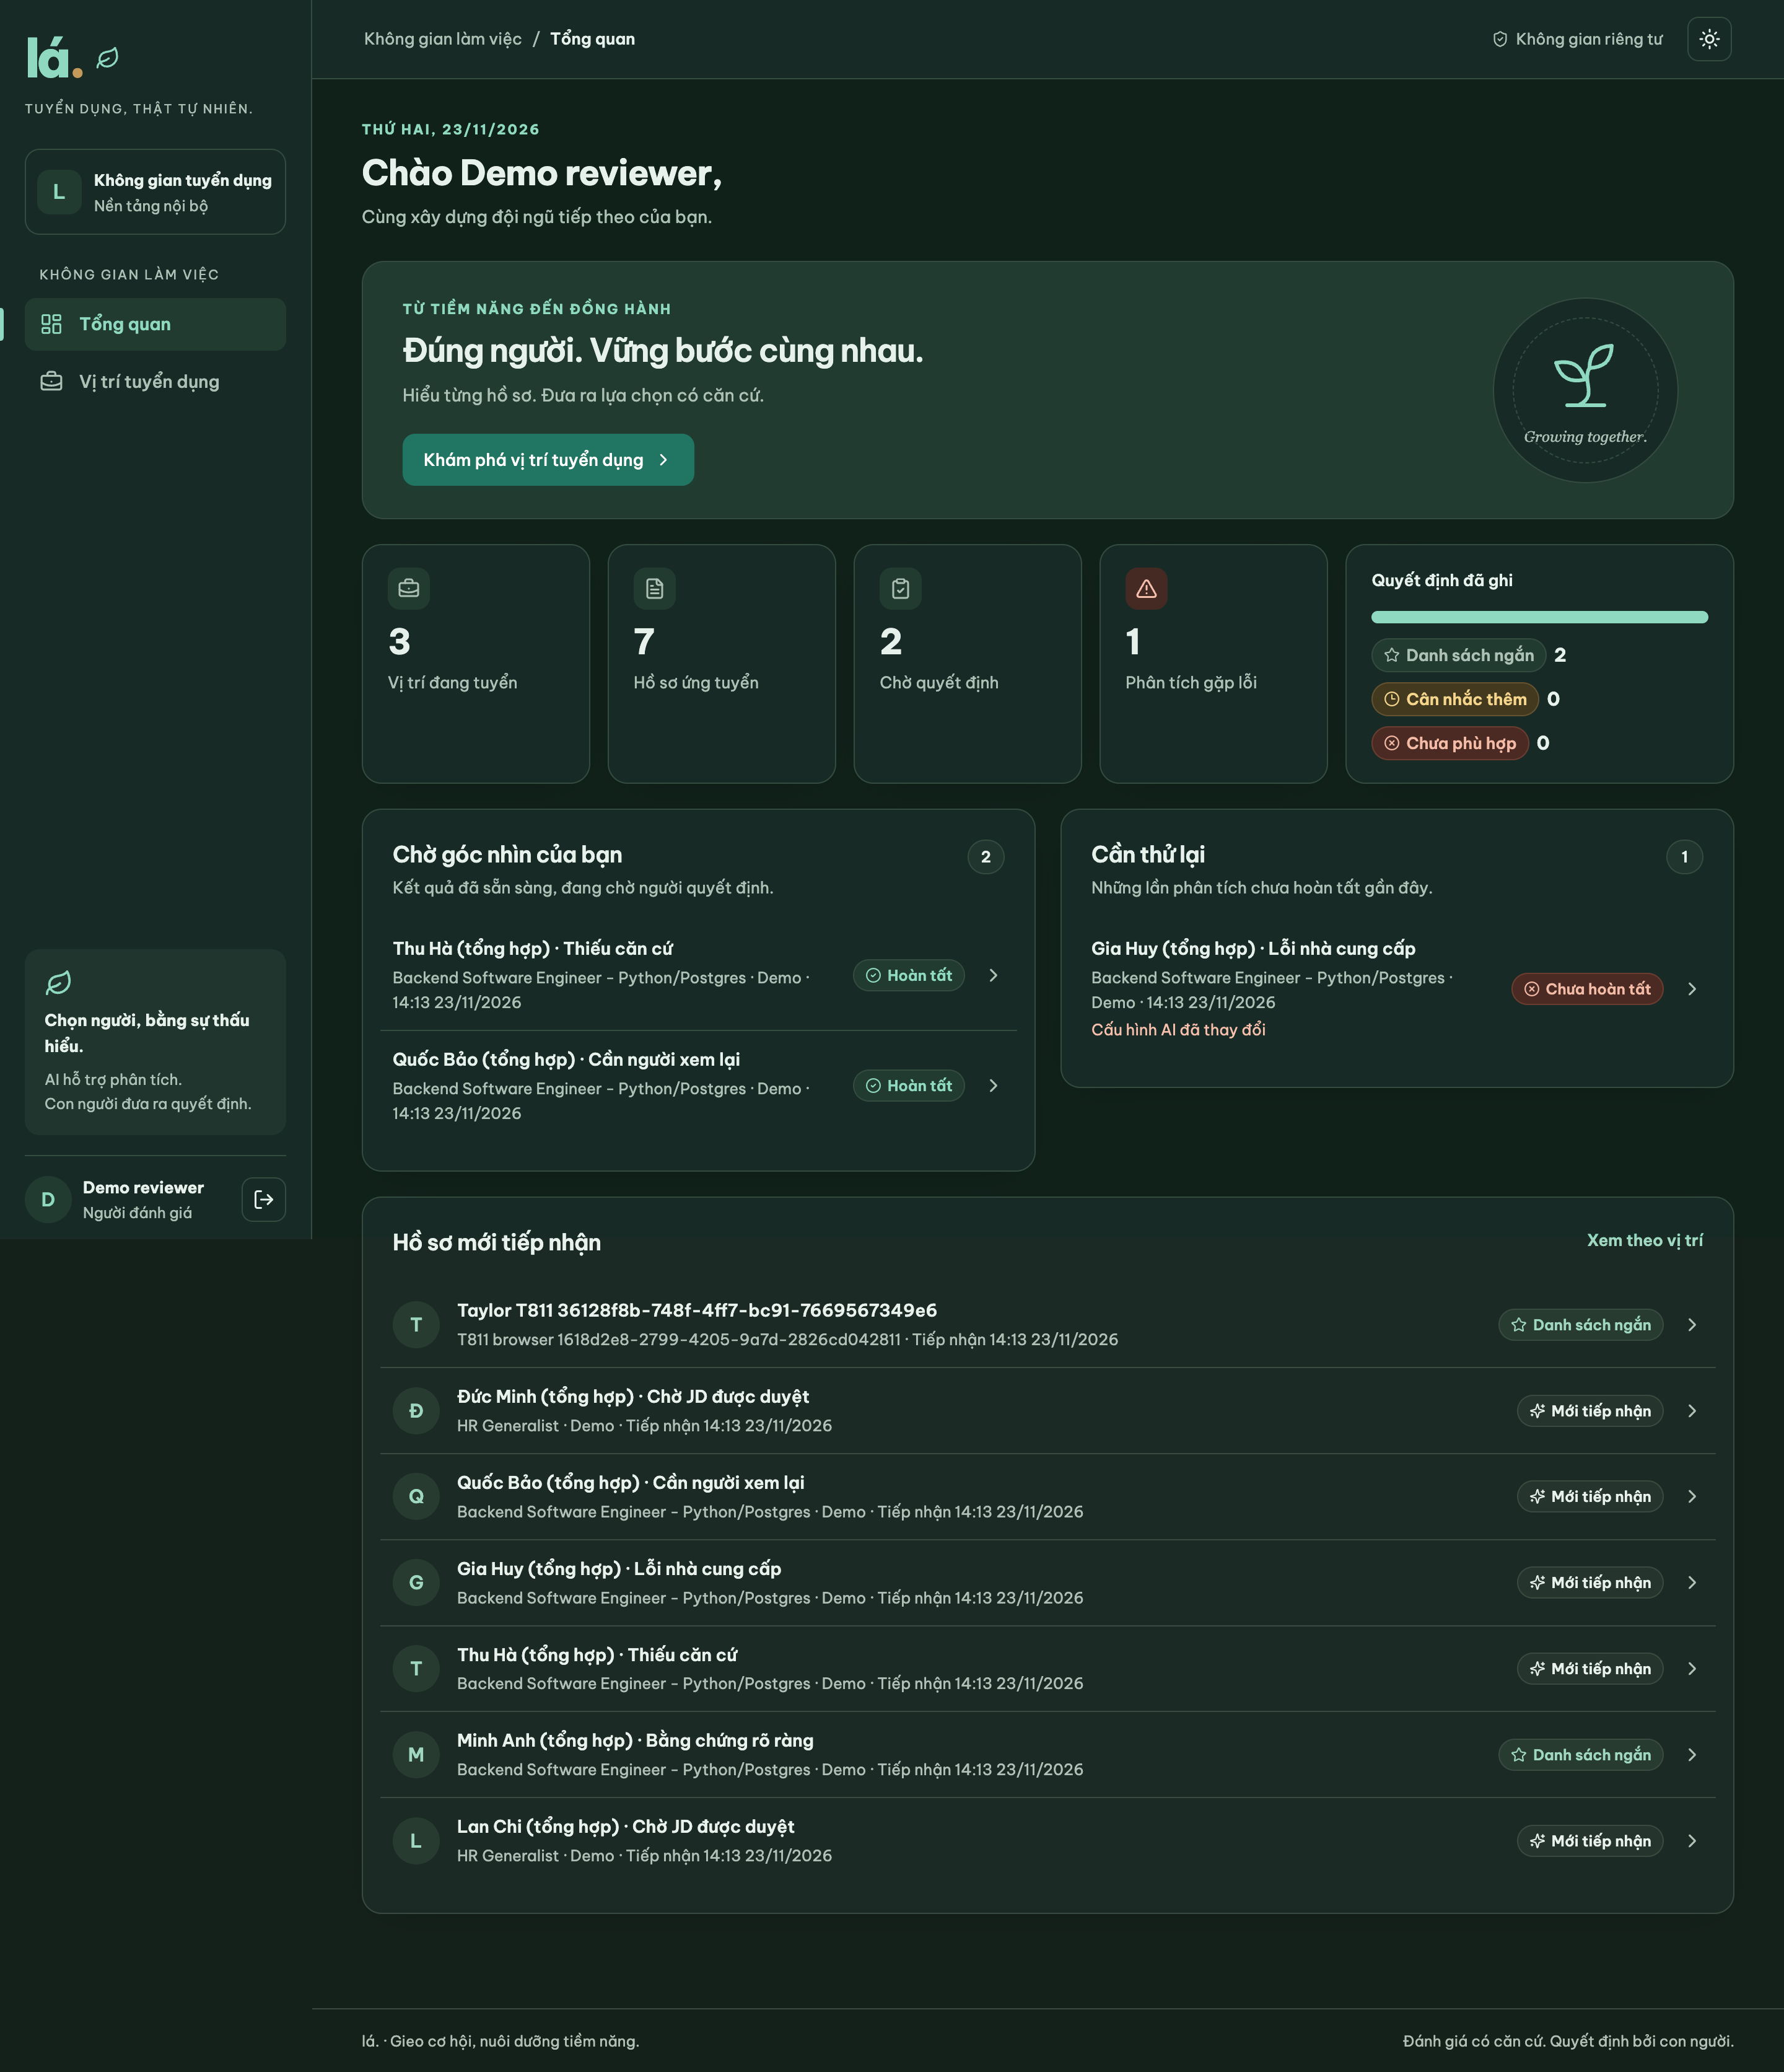 lá.
TUYỂN DỤNG, THẬT TỰ NHIÊN.
L
Không gian tuyển dụng
Nền tảng nội bộ
KHÔNG GIAN LÀM VIỆC
Tổng quan
Vị trí tuyển dụng
Chọn người, bằng sự thấu
hiểu.
AI hỗ trợ phân tích.
Con người đưa ra quyết định.
D
Demo reviewer
Người đánh giá
Không gian làm việc / Tổng quan
Không gian riêng tư
THỨ HAI, 23/11/2026
Chào Demo reviewer,
Cùng xây dựng đội ngũ tiếp theo của bạn.
TỪ TIỀM NĂNG ĐẾN ĐỒNG HÀNH
Đúng người. Vững bước cùng nhau.
Hiểu từng hồ sơ. Đưa ra lựa chọn có căn cứ.
Khám phá vị trí tuyển dụng
Growing together.
3
Vị trí đang tuyển
7
Hồ sơ ứng tuyển
2
Chờ quyết định
1
Phân tích gặp lỗi
Quyết định đã ghi
Danh sách ngắn 2
Cân nhắc thêm 0
Chưa phù hợp 0
Chờ góc nhìn của bạn
2
Kết quả đã sẵn sàng, đang chờ người quyết định.
Thu Hà (tổng hợp) · Thiếu căn cứ
Backend Software Engineer - Python/Postgres · Demo ·
14:13 23/11/2026
Hoàn tất
Quốc Bảo (tổng hợp) · Cần người xem lại
Backend Software Engineer - Python/Postgres · Demo ·
14:13 23/11/2026
Hoàn tất
Cần thử lại
1
Những lần phân tích chưa hoàn tất gần đây.
Gia Huy (tổng hợp) · Lỗi nhà cung cấp
Backend Software Engineer - Python/Postgres ·
Demo · 14:13 23/11/2026
Cấu hình AI đã thay đổi
Chưa hoàn tất
Hồ sơ mới tiếp nhận
Xem theo vị trí
T
Taylor T811 36128f8b-748f-4ff7-bc91-7669567349e6
T811 browser 1618d2e8-2799-4205-9a7d-2826cd042811 · Tiếp nhận 14:13 23/11/2026
Danh sách ngắn
Đ
Đức Minh (tổng hợp) · Chờ JD được duyệt
HR Generalist · Demo · Tiếp nhận 14:13 23/11/2026
Mới tiếp nhận
Q
Quốc Bảo (tổng hợp) · Cần người xem lại
Backend Software Engineer - Python/Postgres · Demo · Tiếp nhận 14:13 23/11/2026
Mới tiếp nhận
G
Gia Huy (tổng hợp) · Lỗi nhà cung cấp
Backend Software Engineer - Python/Postgres · Demo · Tiếp nhận 14:13 23/11/2026
Mới tiếp nhận
T
Thu Hà (tổng hợp) · Thiếu căn cứ
Backend Software Engineer - Python/Postgres · Demo · Tiếp nhận 14:13 23/11/2026
Mới tiếp nhận
M
Minh Anh (tổng hợp) · Bằng chứng rõ ràng
Backend Software Engineer - Python/Postgres · Demo · Tiếp nhận 14:13 23/11/2026
Danh sách ngắn
L
Lan Chi (tổng hợp) · Chờ JD được duyệt
HR Generalist · Demo · Tiếp nhận 14:13 23/11/2026
Mới tiếp nhận
lá. · Gieo cơ hội, nuôi dưỡng tiềm năng.
Đánh giá có căn cứ. Quyết định bởi con người.